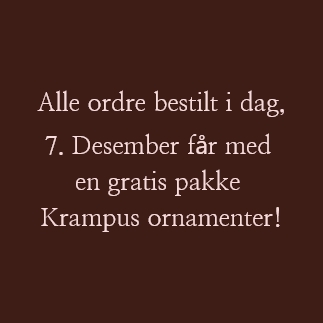 Alle ordre bestilt i dag,
7. Desember får med
en gratis pakke
Krampus ornamenter!